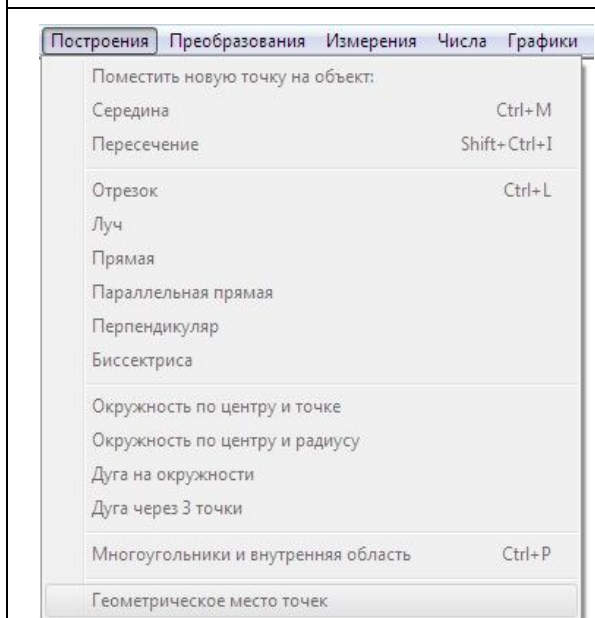 Построения Преобразования Измерения Числа Графики
Поместить новую точку на объект:
Середина Ctrl+M
Пересечение Shift+Ctrl+I
Отрезок Ctrl+L
Луч
Прямая
Параллельная прямая
Перпендикуляр
Биссектриса
Окружность по центру и точке
Окружность по центру и радиусу
Дуга на окружности
Дуга через 3 точки
Многоугольники и внутренняя область Ctrl+P
Геометрическое место точек